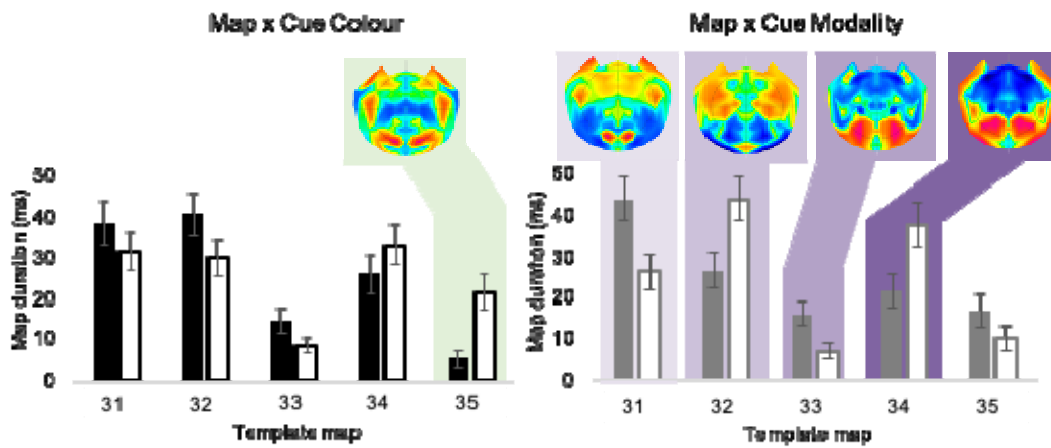 Map x Cue Colour
Map duration (ms)
50
40
30
20
10
0
31 32 33 34 35
Template map
Map x Cue Modality
Map duration (ms)
50
40
30
20
10
0
31 32 33 34 35
Template map